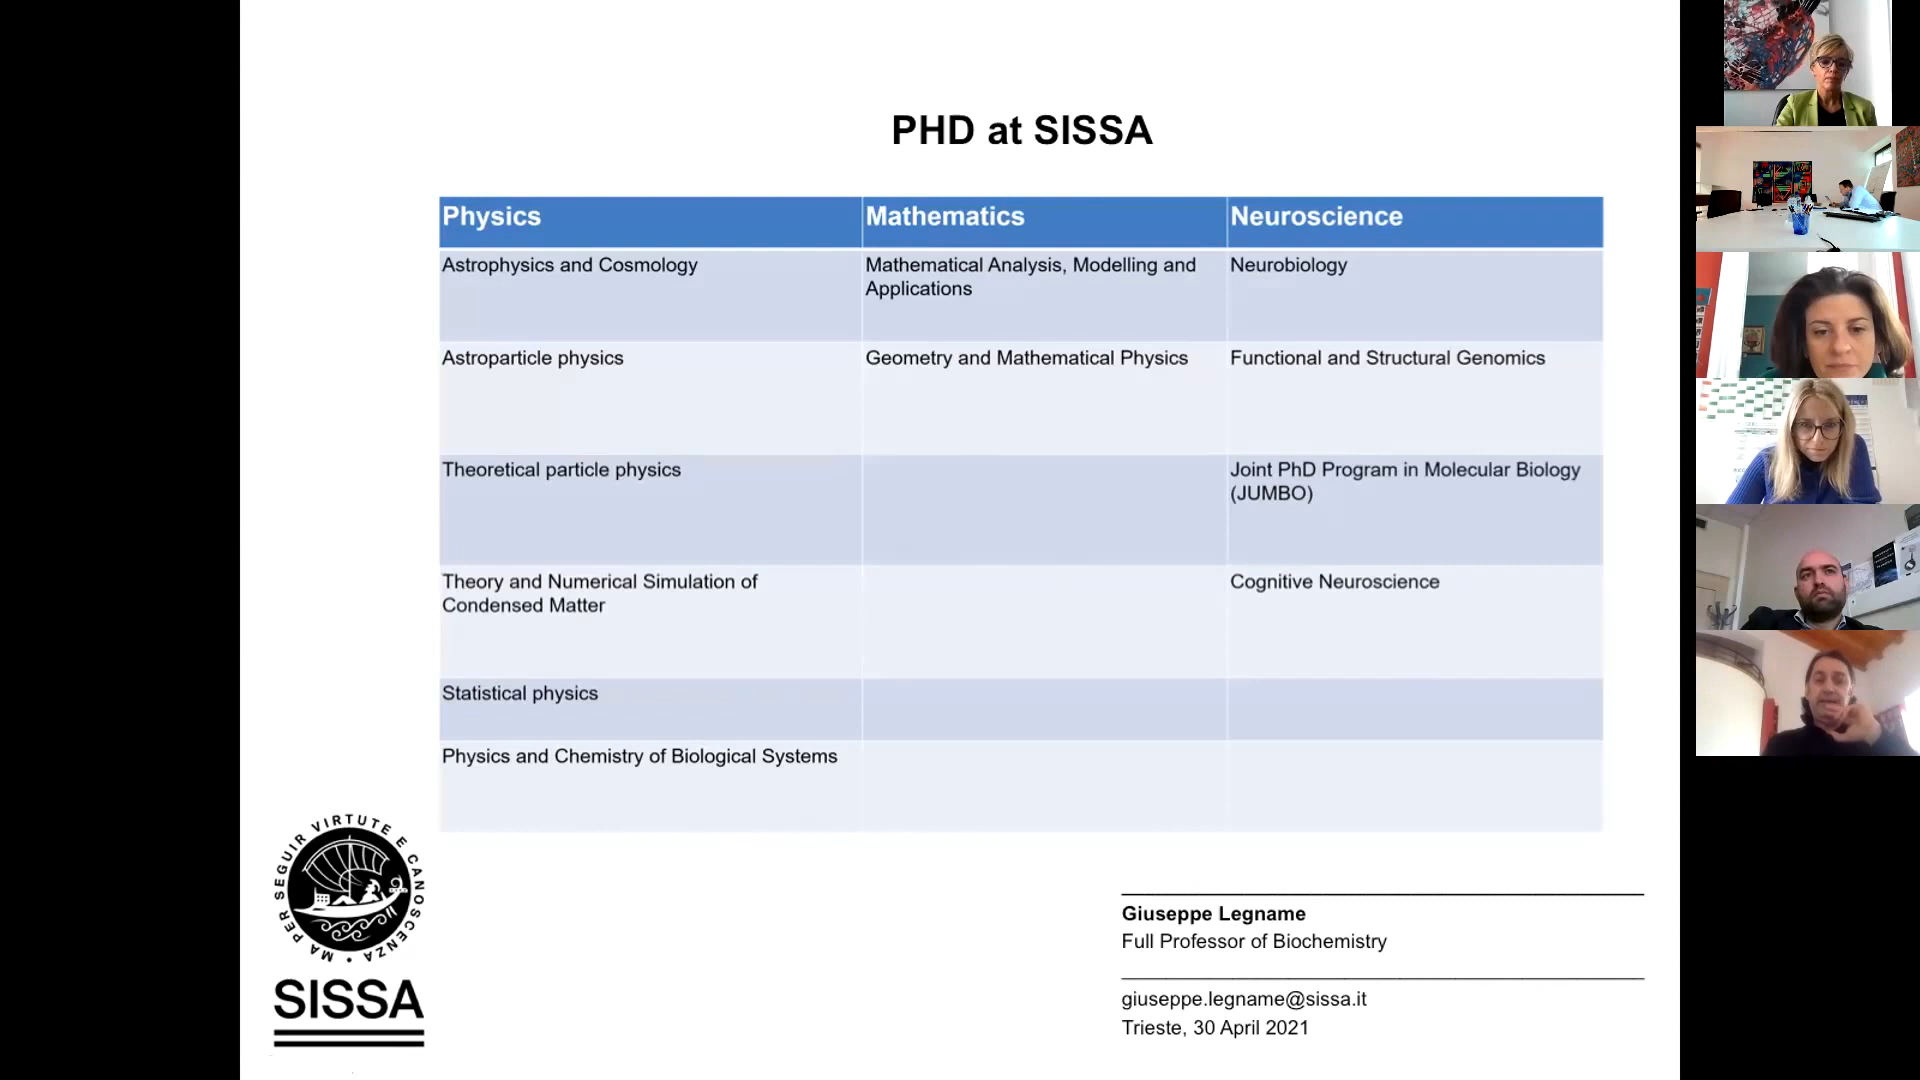 PHD at SISSA
Physics
Mathematics
Neuroscience
Astrophysics and Cosmology
Mathematical Analysis, Modelling and
Applications
Neurobiology
Astroparticle physics
Geometry and Mathematical Physics
Functional and Structural Genomics
Theoretical particle physics
Joint PhD Program in Molecular Biology
(JUMBO)
Theory and Numerical Simulation of
Condensed Matter
Cognitive Neuroscience
Statistical physics
Physics and Chemistry of Biological Systems
MA PER SEGUIR VIRTUTE E CANOSCENZA
SISSA
Giuseppe Legname
Full Professor of Biochemistry
giuseppe.legname@sissa.it
Trieste, 30 April 2021